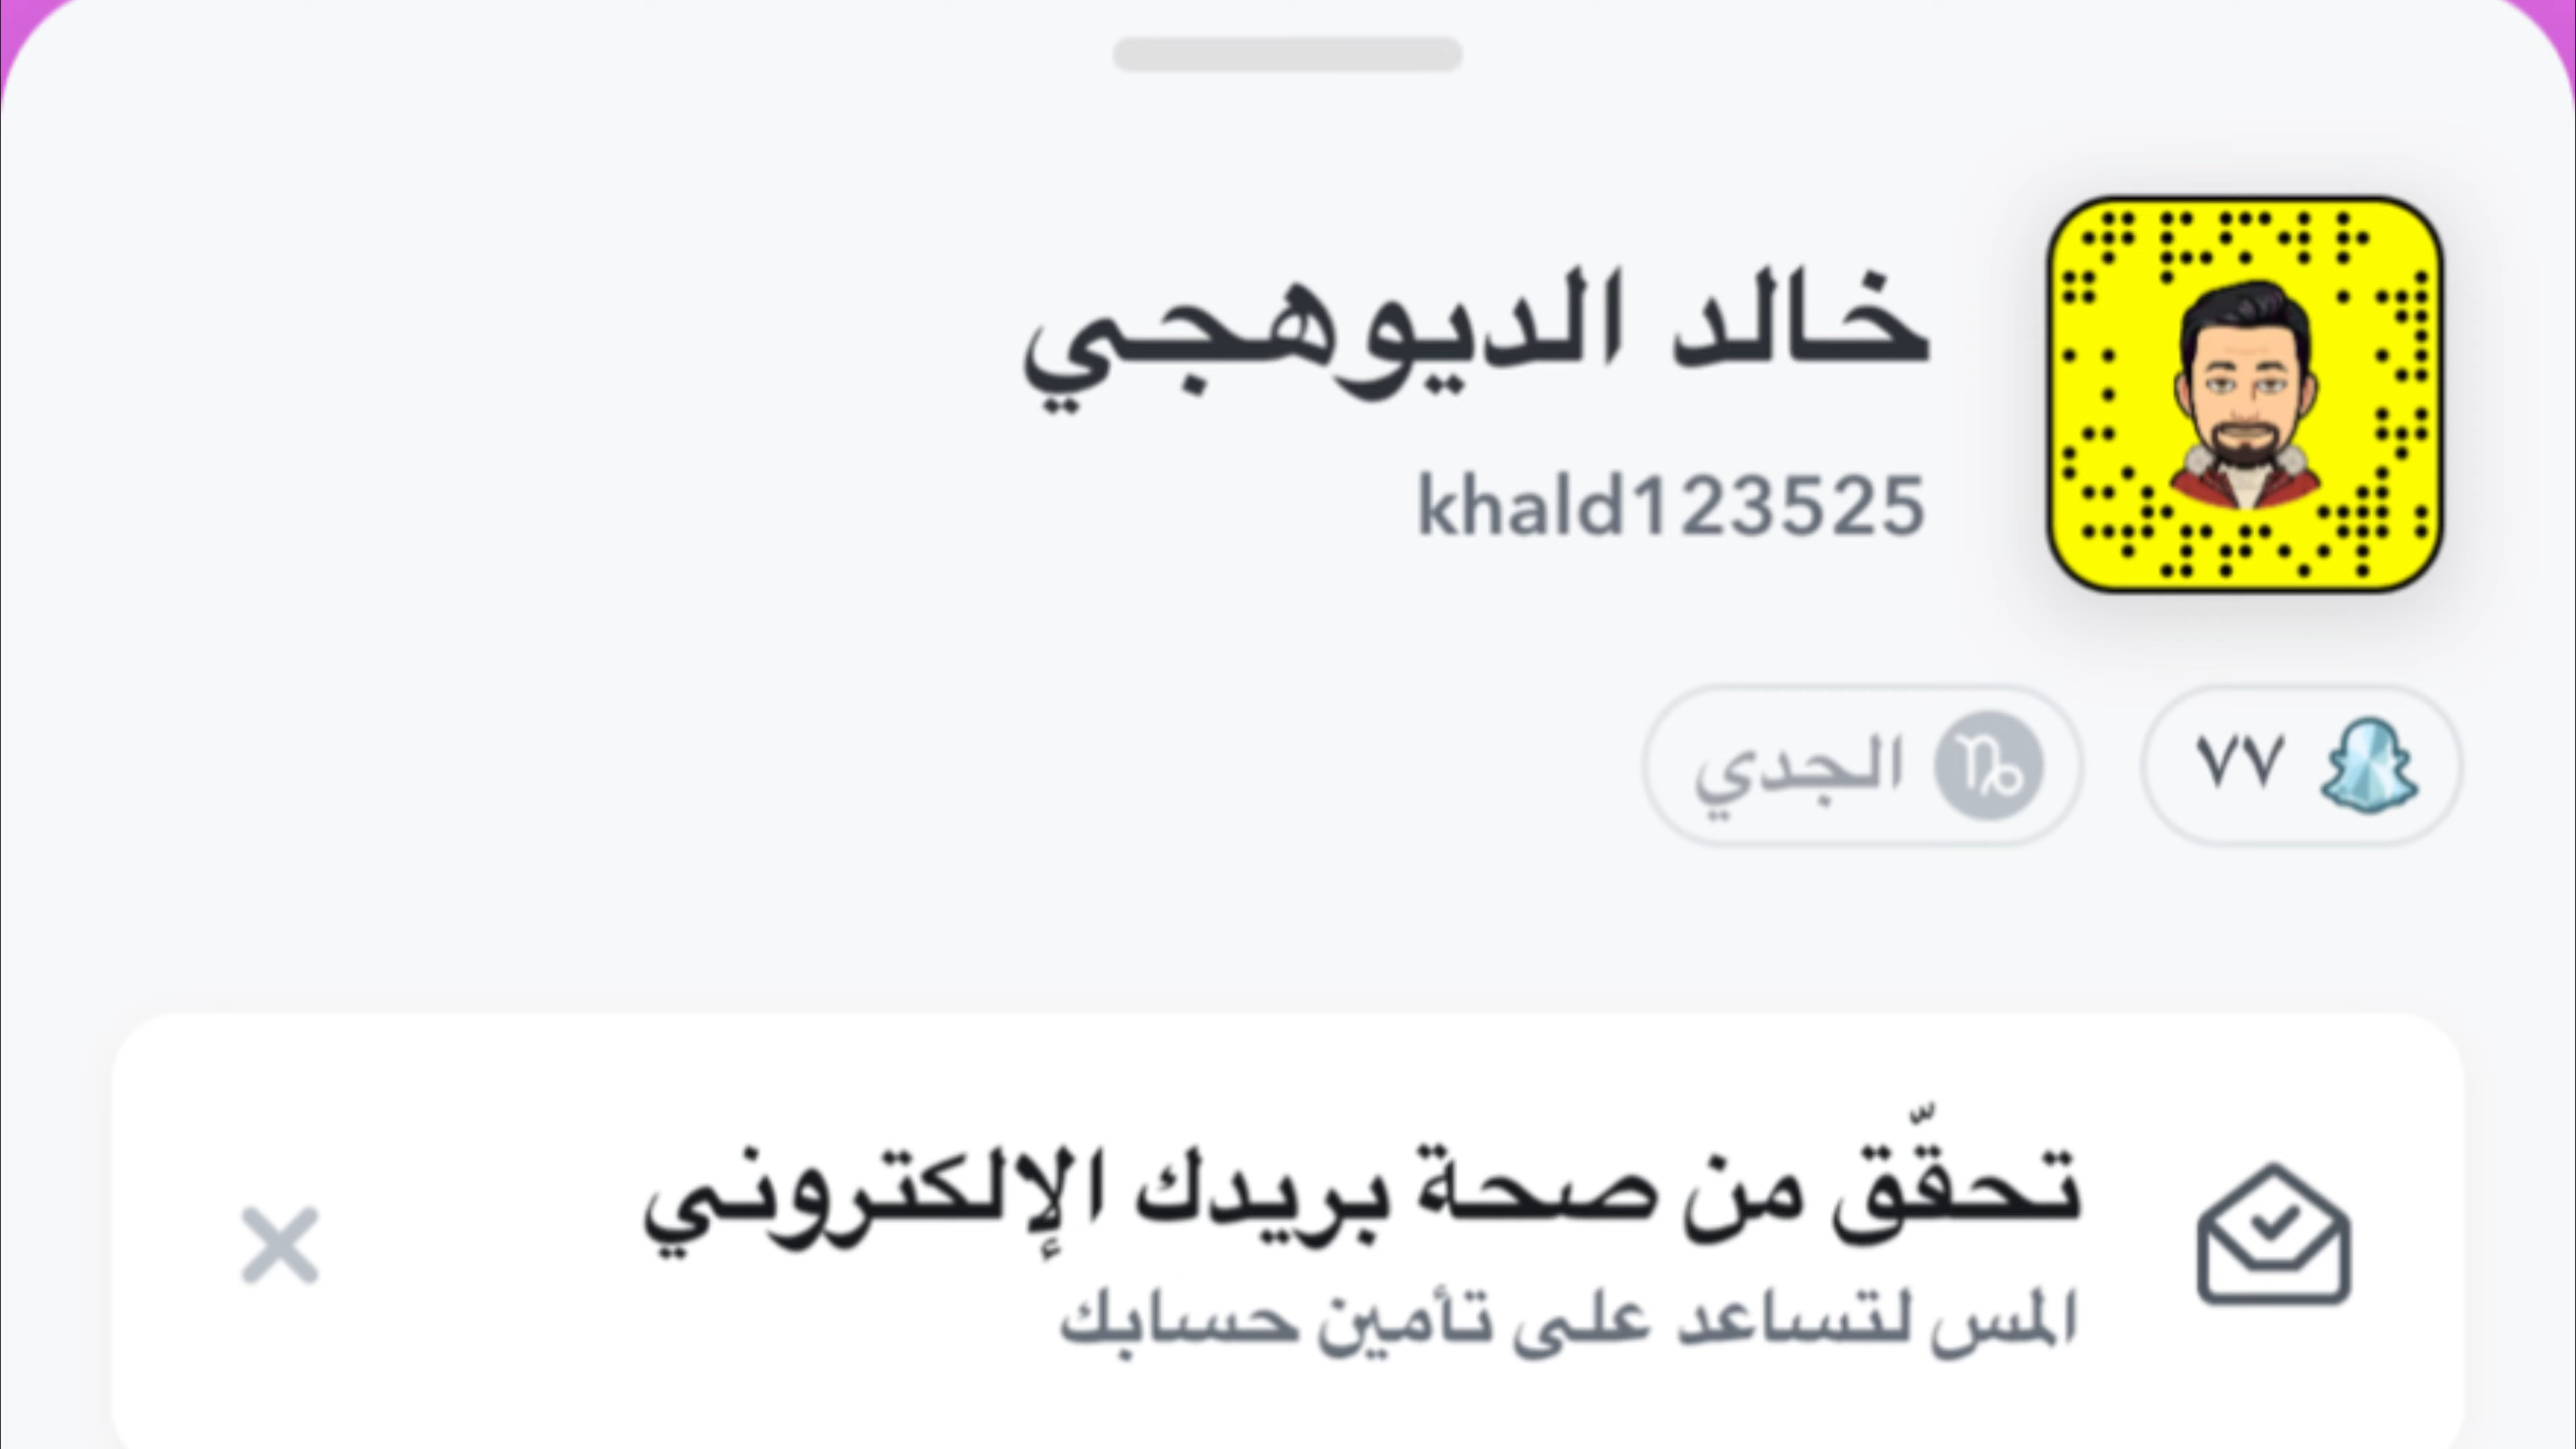 خالد الديوهجي
khald123525
٧٧
الجدي
تحقّق من صحة بريدك الإلكتروني
المس لتساعد على تأمين حسابك